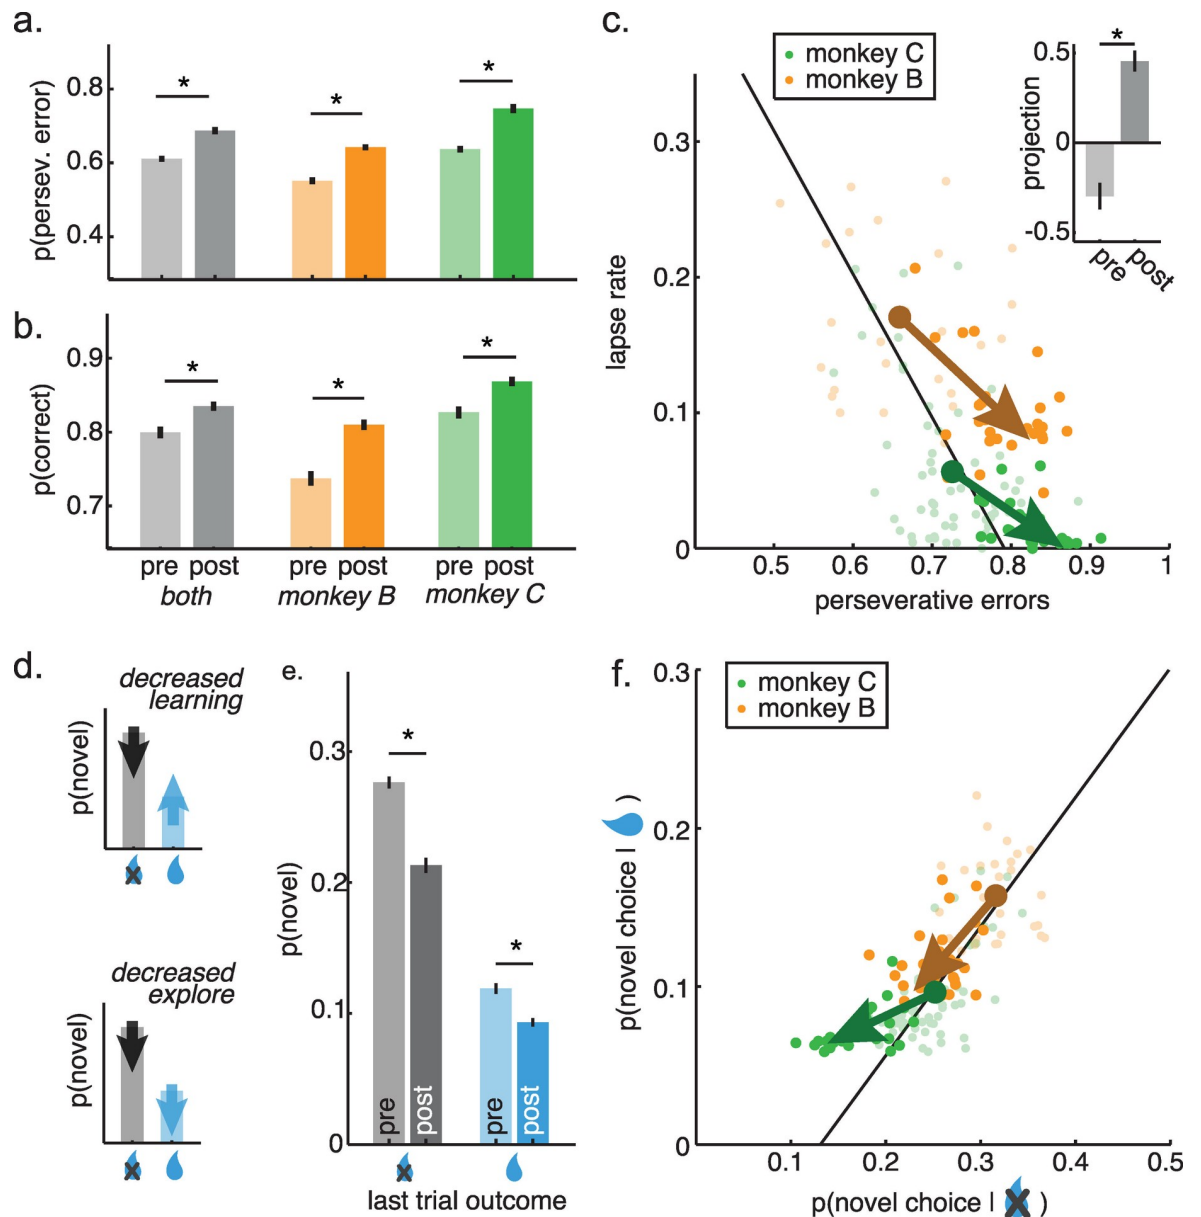 a.
p(persev. error)
0.8
0.6
0.4
*
*
*
b.
p(correct)
0.9
0.8
0.7
*
*
*
pre post
pre post
pre post
both
monkey B
monkey C
c.
monkey C
monkey B
lapse rate
0.3
0.2
0.1
0
0.5
0.6
0.7
0.8
0.9
1
perseverative errors
projection
0.5
0
-0.5
*
pre
post
d.
decreased
learning
p(novel)
decreased
explore
p(novel)
e.
p(novel)
0.3
0.2
0.1
0
*
*
pre
post
pre
post
last trial outcome
f.
monkey C
monkey B
p(novel choice | )
0.3
0.2
0.1
0
0.1
0.2
0.3
0.4
0.5
p(novel choice | )